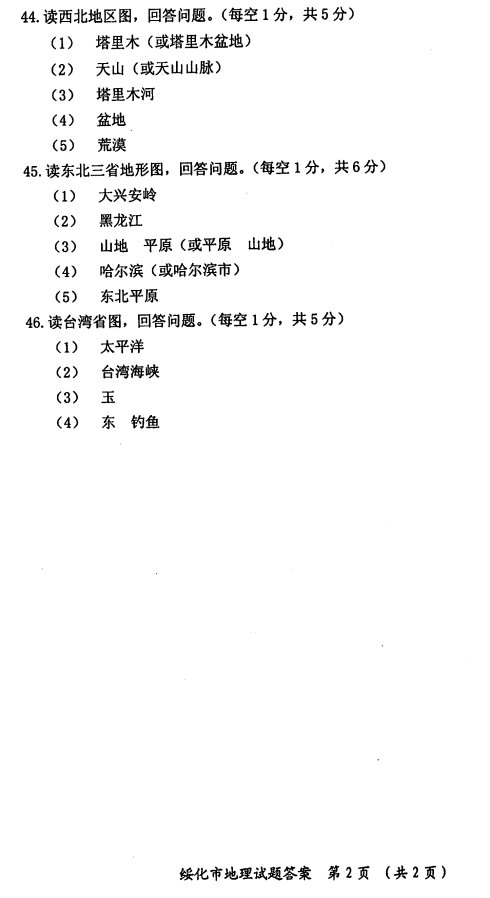 44.读西北地区图，回答问题。（每空1分，共5分）
（1） 塔里木（或塔里木盆地）
（2） 天山（或天山山脉）
（3） 塔里木河
（4） 盆地
（5） 荒漠
45.读东北三省地形图，回答问题。（每空1分，共6分）
（1） 大兴安岭
（2） 黑龙江
（3） 山地 平原（或平原 山地）
（4） 哈尔滨（或哈尔滨市）
（5） 东北平原
46.读台湾省图，回答问题。（每空1分，共5分）
（1） 太平洋
（2） 台湾海峡
（3） 玉
（4） 东 钓鱼
绥化市地理试题答案 第2页 （共2页）